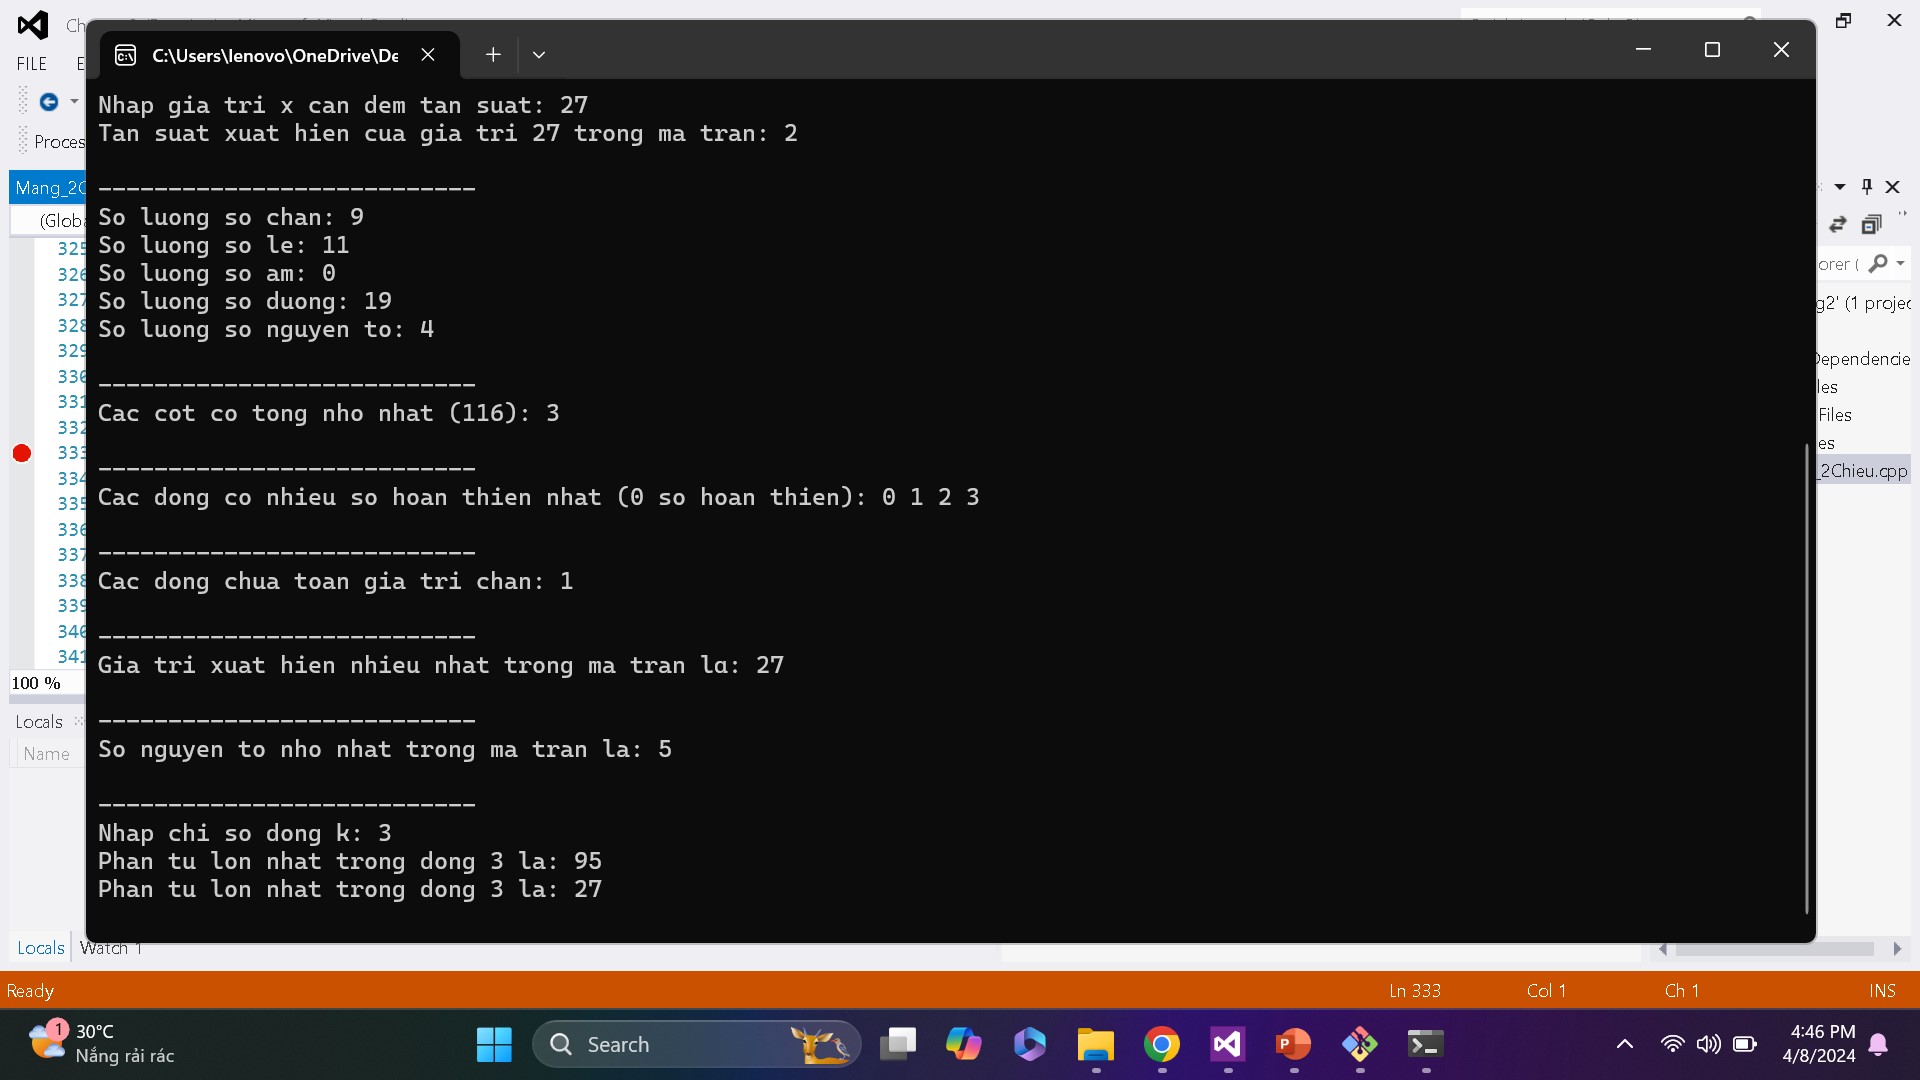 C:\Users\lenovo\OneDrive\De
FILE
Proces
Mang_2C
(Globa
Nhap gia tri x can dem tan suat: 27
Tan suat xuat hien cua gia tri 27 trong ma tran: 2
---------------------------
So luong so chan: 9
So luong so le: 11
So luong so am: 0
So luong so duong: 19
So luong so nguyen to: 4
---------------------------
Cac cot co tong nho nhat (116): 3
---------------------------
Cac dong co nhieu so hoan thien nhat (0 so hoan thien): 0 1 2 3
---------------------------
Cac dong chua toan gia tri chan: 1
---------------------------
Gia tri xuat hien nhieu nhat trong ma tran la: 27
---------------------------
So nguyen to nho nhat trong ma tran la: 5
---------------------------
Nhap chi so dong k: 3
Phan tu lon nhat trong dong 3 la: 95
Phan tu lon nhat trong dong 3 la: 27
325
326
327
328
329
330
331
332
333
334
335
336
337
338
339
340
341
100 %
Locals
Name
Locals
Watch 1
orer (
g2' (1 projec
Dependencie
les
Files
es
_2Chieu.cpp
Ready
Ln 333
Col 1
Ch 1
INS
1
30°C
Nắng rải rác
Search
4:46 PM
4/8/2024